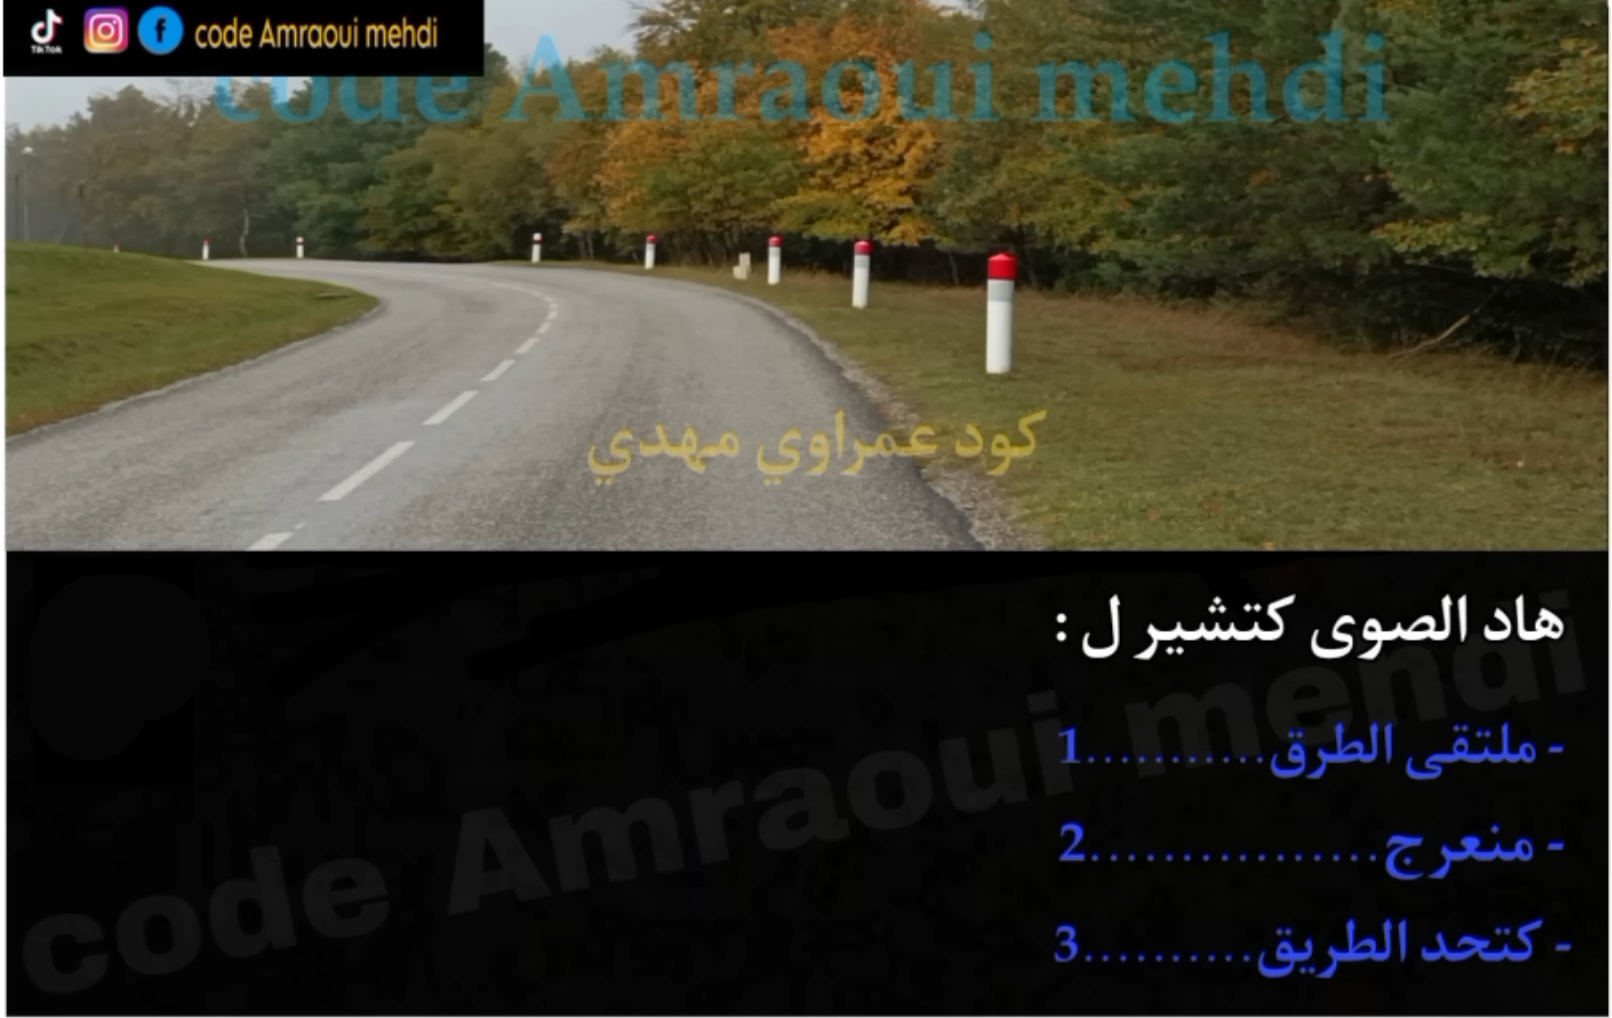 TikTok
code Amraoui mehdi
code Amraoui mehdi
كود عمراوي مهدي
هاد الصوى كتشير ل :
- ملتقى الطرق...........1
- منعرج................2
- كتحد الطريق..........3
code Amraoui mehdi